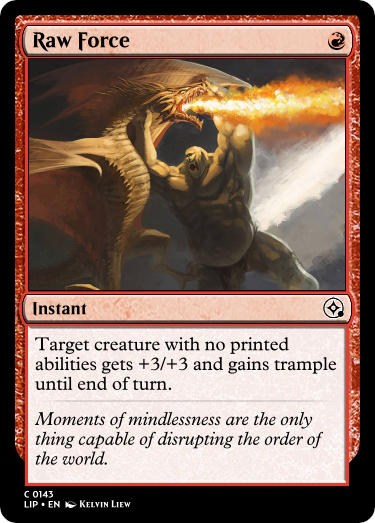 Raw Force
Instant
Target creature with no printed
abilities gets +3/+3 and gains trample
until end of turn.
Moments of mindlessness are the only
thing capable of disrupting the order of
the world.
C 0143
LIP • EN Kelvin Liew